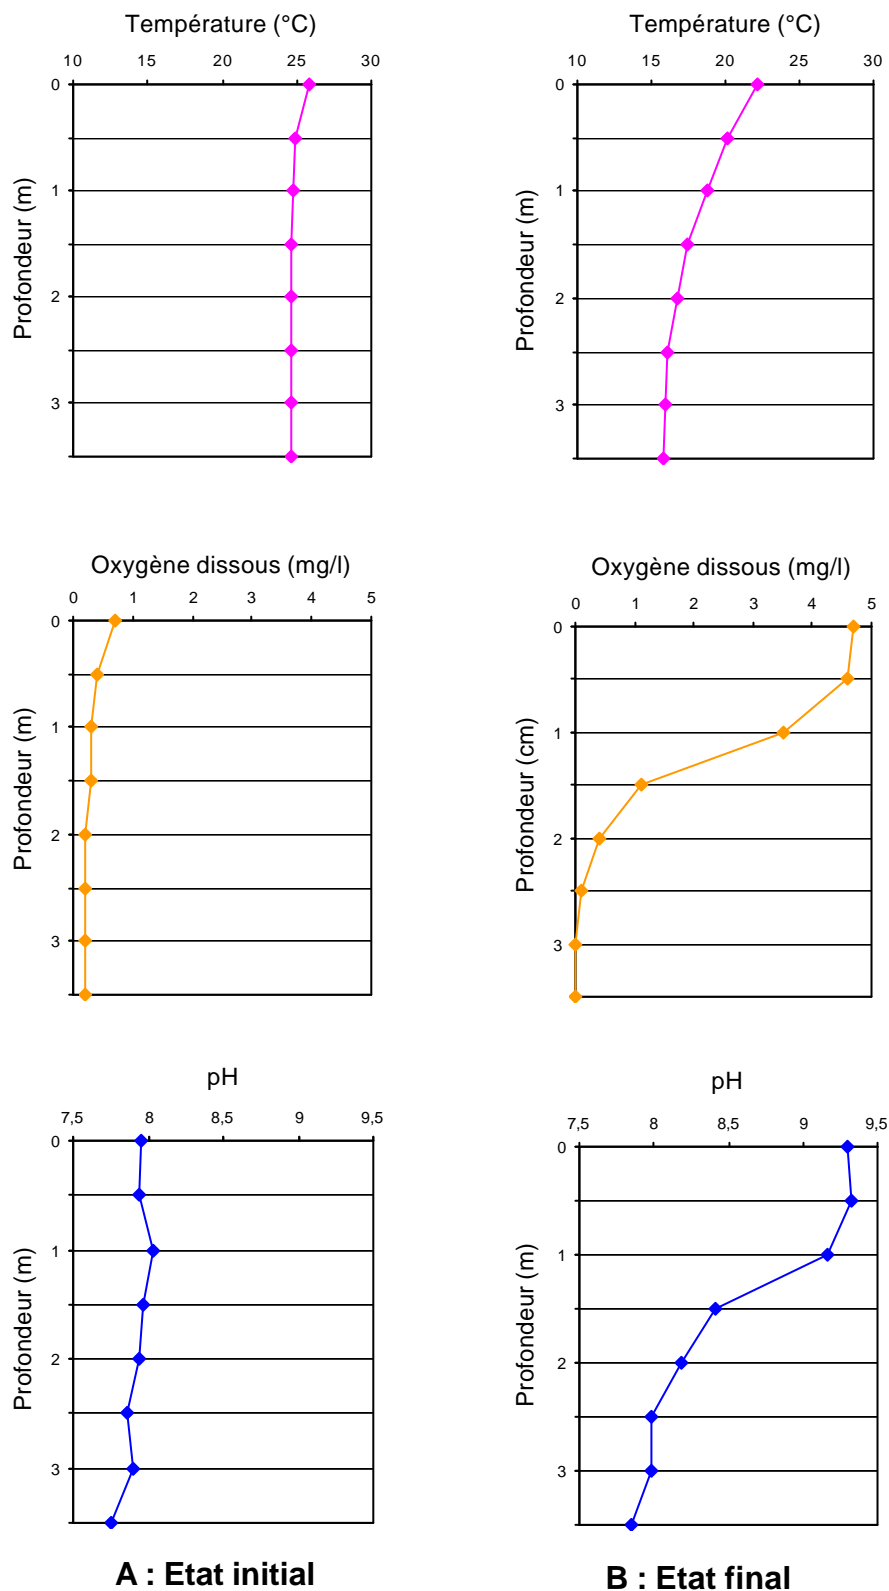 Température (°C)
10 15 20 25 30
0
1
2
3
Profondeur (m)
Température (°C)
10 15 20 25 30
0
1
2
3
Profondeur (m)
Oxygène dissous (mg/l)
0 1 2 3 4 5
0
1
2
3
Profondeur (m)
Oxygène dissous (mg/l)
0 1 2 3 4 5
0
1
2
3
Profondeur (cm)
pH
7,5 8 8,5 9 9,5
0
1
2
3
Profondeur (m)
pH
7,5 8 8,5 9 9,5
0
1
2
3
Profondeur (m)
A : Etat initial
B : Etat final